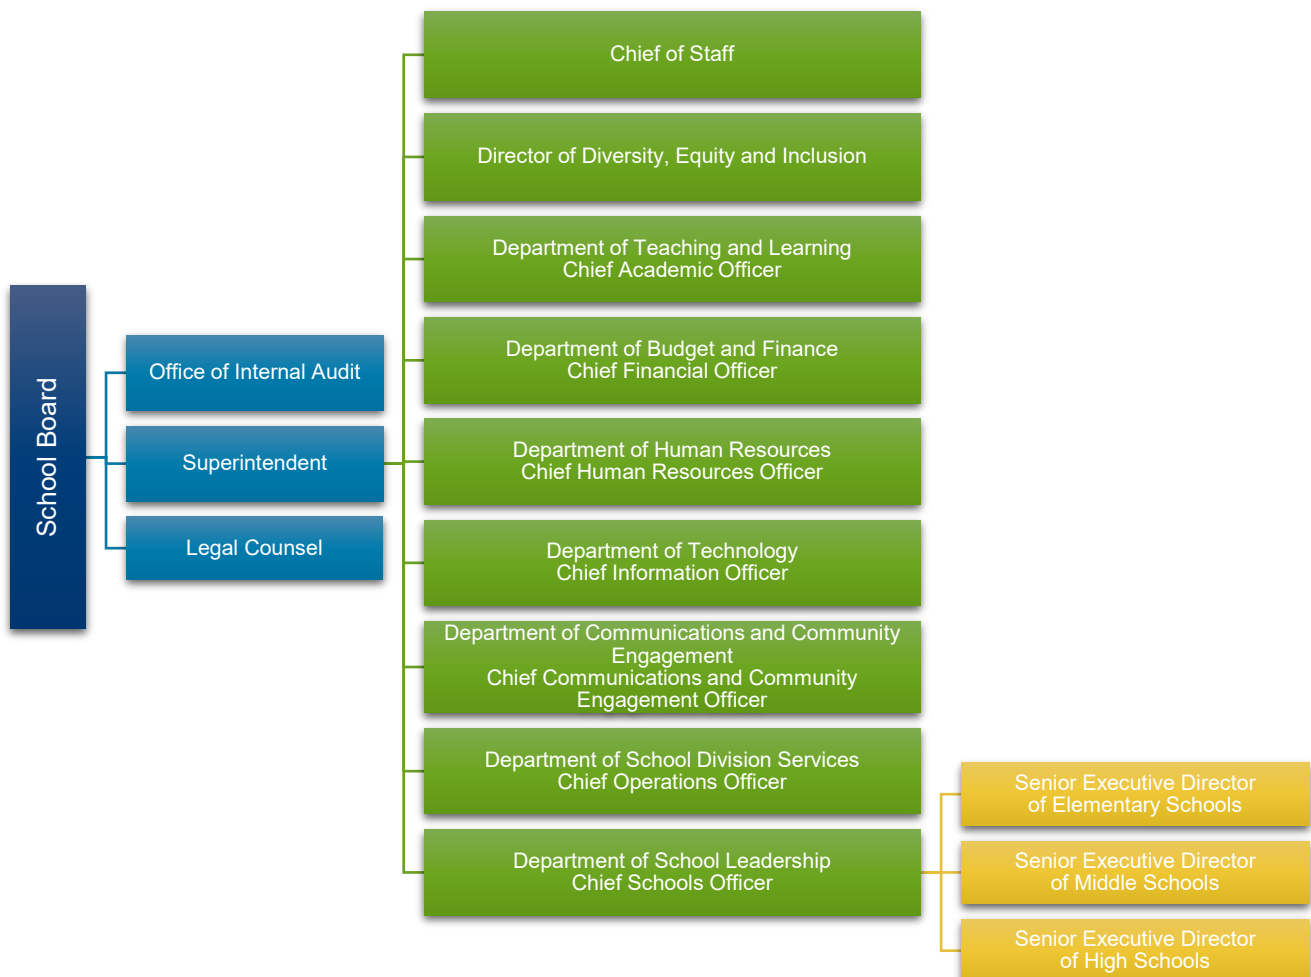 School Board
Office of Internal Audit
Superintendent
Legal Counsel
Chief of Staff
Director of Diversity, Equity and Inclusion
Department of Teaching and Learning
Chief Academic Officer
Department of Budget and Finance
Chief Financial Officer
Department of Human Resources
Chief Human Resources Officer
Department of Technology
Chief Information Officer
Department of Communications and Community
Engagement
Chief Communications and Community
Engagement Officer
Department of School Division Services
Chief Operations Officer
Department of School Leadership
Chief Schools Officer
Senior Executive Director
of Elementary Schools
Senior Executive Director
of Middle Schools
Senior Executive Director
of High Schools